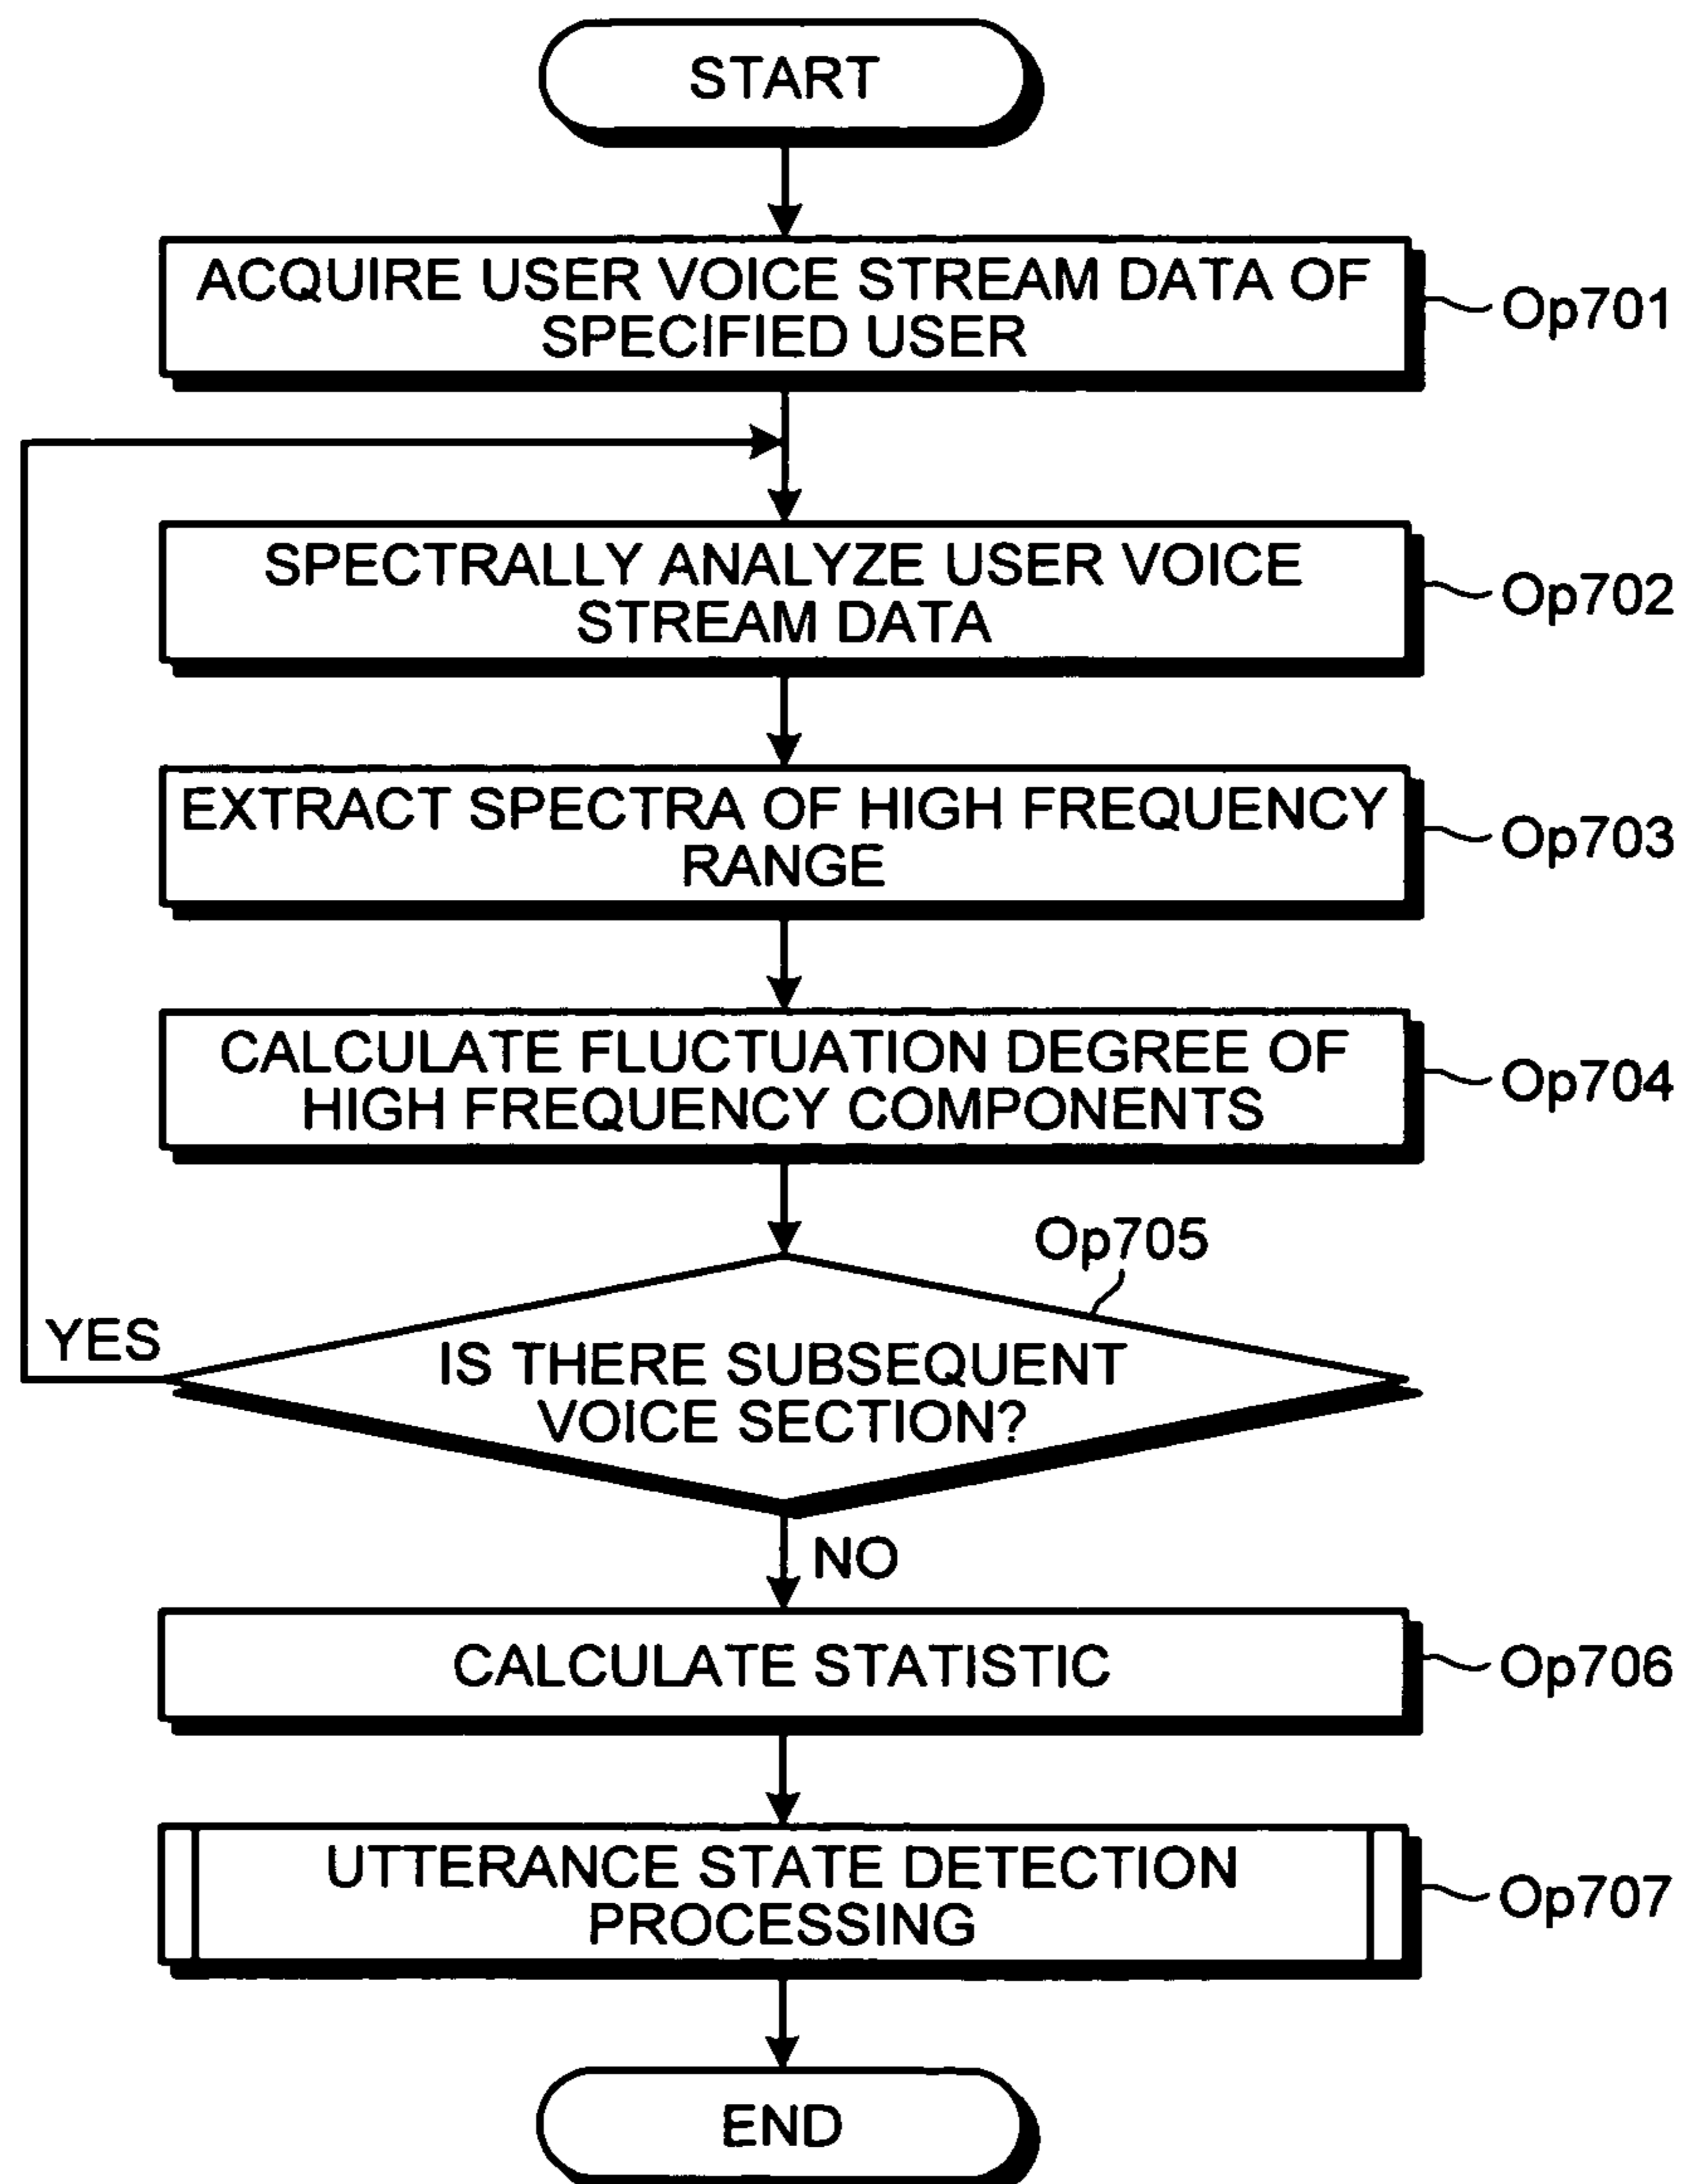 START
ACQUIRE USER VOICE STREAM DATA OF
SPECIFIED USER
Op701
SPECTRALLY ANALYZE USER VOICE
STREAM DATA
Op702
EXTRACT SPECTRA OF HIGH FREQUENCY
RANGE
Op703
CALCULATE FLUCTUATION DEGREE OF
HIGH FREQUENCY COMPONENTS
Op704
Op705
YES
IS THERE SUBSEQUENT
VOICE SECTION?
NO
CALCULATE STATISTIC
Op706
UTTERANCE STATE DETECTION
PROCESSING
Op707
END